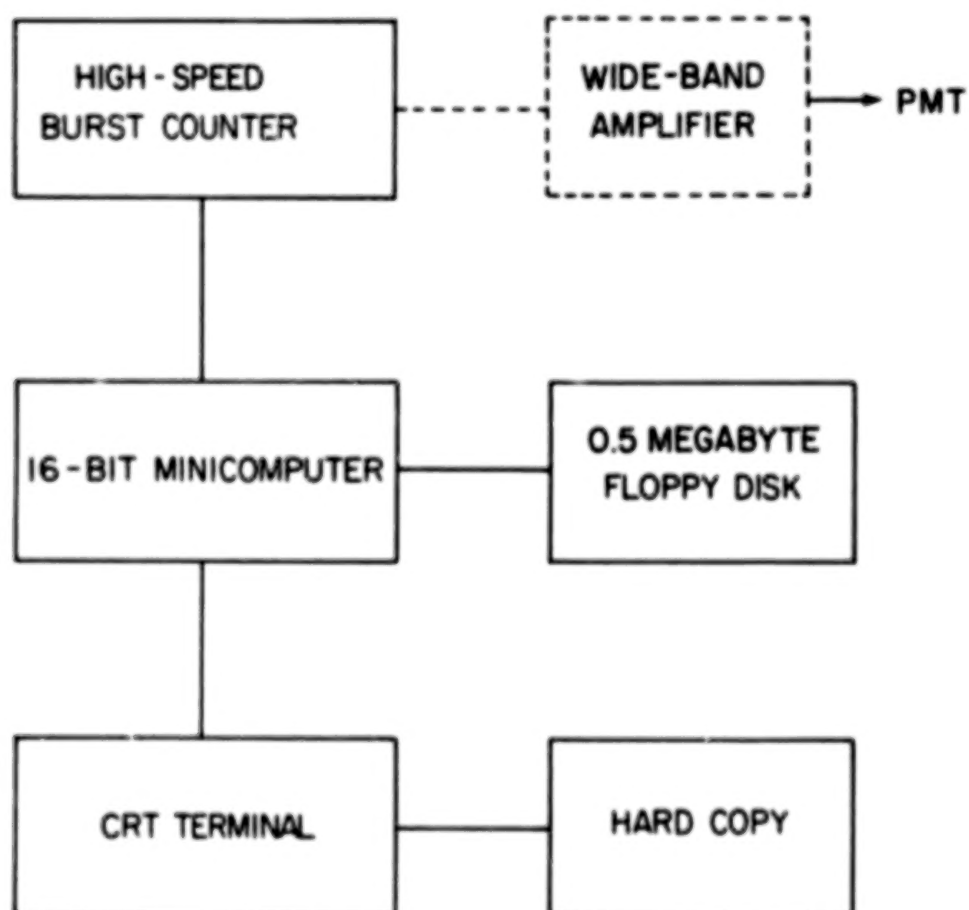 HIGH-SPEED
BURST COUNTER
WIDE-BAND
AMPLIFIER
PMT
16-BIT MINICOMPUTER
0.5 MEGABYTE
FLOPPY DISK
CRT TERMINAL
HARD COPY